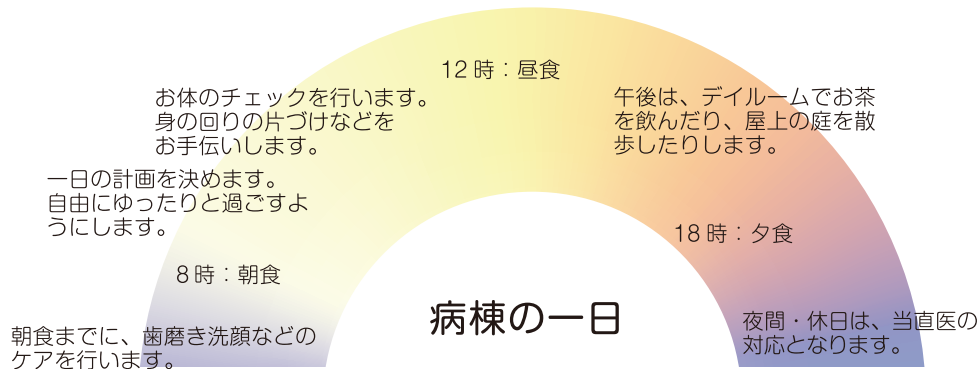 朝食までに、歯磨き洗顔などの
ケアを行います。
8時：朝食
一日の計画を決めます。
自由にゆったりと過ごすよ
うにします。
お体のチェックを行います。
身の回りの片づけなどを
お手伝いします。
12時：昼食
午後は、デイルームでお茶
を飲んだり、屋上の庭を散
歩したりします。
18時：夕食
夜間・休日は、当直医の
対応となります。
病棟の一日